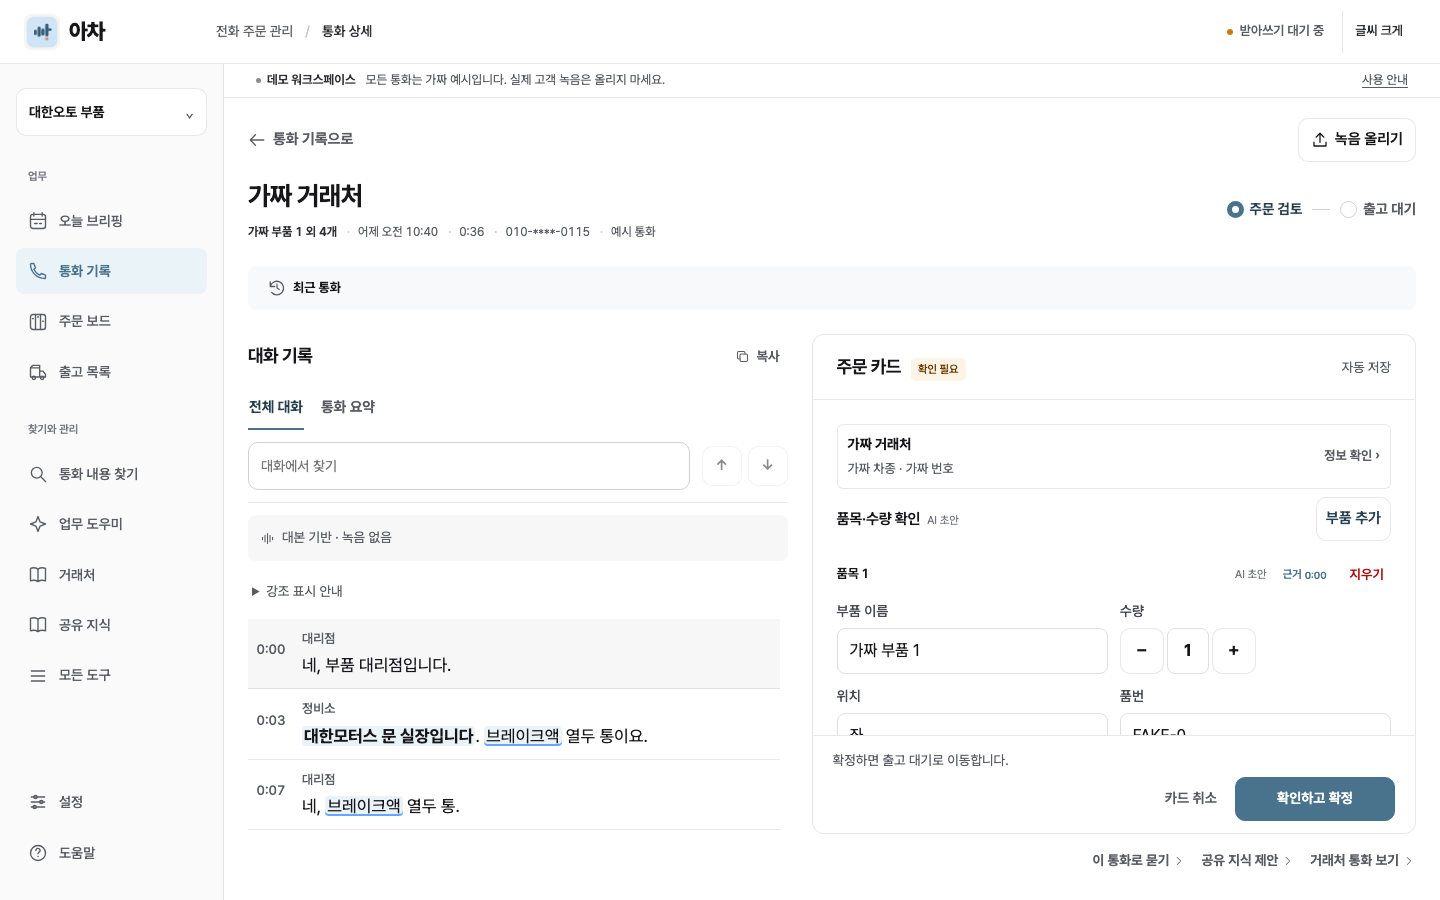 아차
전화 주문 관리 / 통화 상세
받아쓰기 대기 중
글씨 크게
데모 워크스페이스 모든 통화는 가짜 예시입니다. 실제 고객 녹음은 올리지 마세요.
사용 안내
대한오토 부품
업무
오늘 브리핑
통화 기록
주문 보드
출고 목록
찾기와 관리
통화 내용 찾기
업무 도우미
거래처
공유 지식
모든 도구
설정
도움말
← 통화 기록으로
녹음 올리기
가짜 거래처
가짜 부품 1 외 4개 · 어제 오전 10:40 · 0:36 · 010-****-0115 · 예시 통화
주문 검토
출고 대기
최근 통화
대화 기록
복사
전체 대화 통화 요약
대화에서 찾기
대본 기반 · 녹음 없음
▶ 강조 표시 안내
대리점
0:00 네, 부품 대리점입니다.
정비소
0:03 대한모터스 문 실장입니다. 브레이크액 열두 통이요.
대리점
0:07 네, 브레이크액 열두 통.
주문 카드 확인 필요
자동 저장
가짜 거래처
가짜 차종 · 가짜 번호
정보 확인 ›
품목·수량 확인 AI 초안
부품 추가
품목 1
AI 초안 근거 0:00 지우기
부품 이름
수량
가짜 부품 1
− 1 +
위치
품번
좌
FAKE-0
확정하면 출고 대기로 이동합니다.
카드 취소
확인하고 확정
이 통화로 묻기 ›
공유 지식 제안 ›
거래처 통화 보기 ›